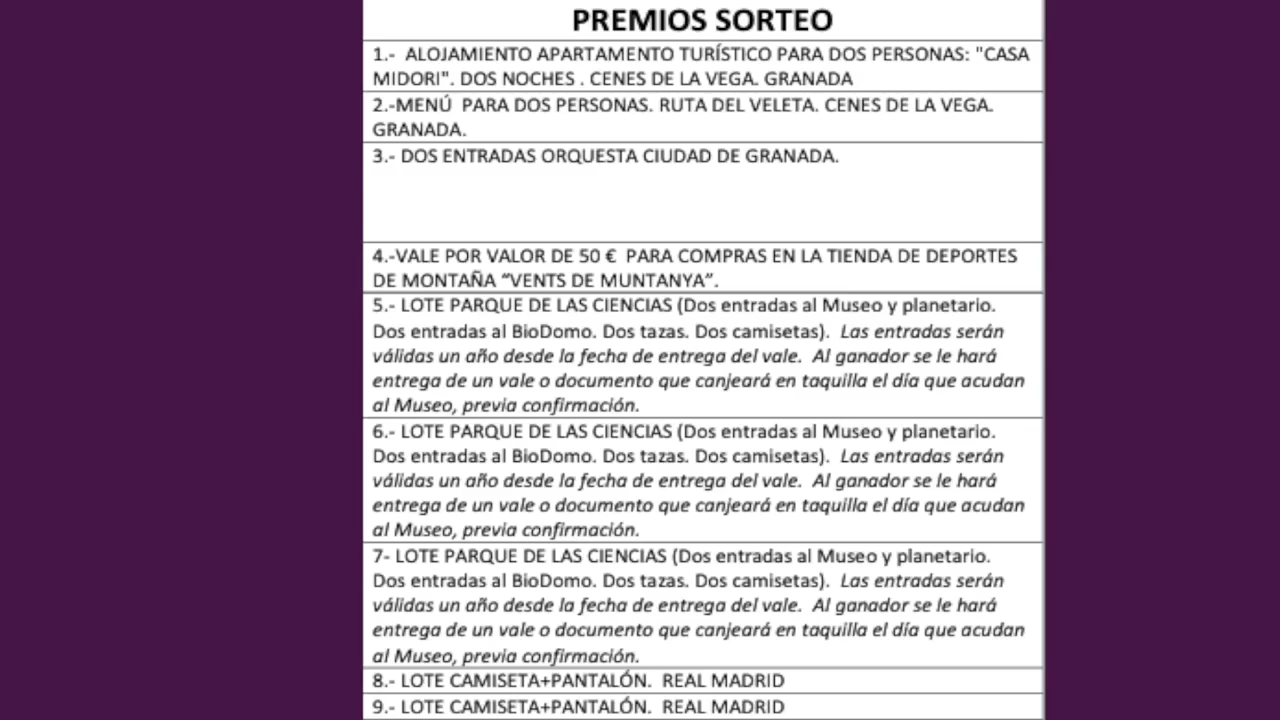 PREMIOS SORTEO
1.-  ALOJAMIENTO APARTAMENTO TURÍSTICO PARA DOS PERSONAS: "CASA
MIDORI". DOS NOCHES . CENES DE LA VEGA. GRANADA
2.-MENÚ  PARA DOS PERSONAS. RUTA DEL VELETA. CENES DE LA VEGA.
GRANADA.
3.- DOS ENTRADAS ORQUESTA CIUDAD DE GRANADA.
4.-VALE POR VALOR DE 50 €  PARA COMPRAS EN LA TIENDA DE DEPORTES
DE MONTAÑA “VENTS DE MUNTANYA”.
5.- LOTE PARQUE DE LAS CIENCIAS (Dos entradas al Museo y planetario.
Dos entradas al BioDomo. Dos tazas. Dos camisetas).  Las entradas serán
válidas un año desde la fecha de entrega del vale.  Al ganador se le hará
entrega de un vale o documento que canjeará en taquilla el día que acudan
al Museo, previa confirmación.
6.- LOTE PARQUE DE LAS CIENCIAS (Dos entradas al Museo y planetario.
Dos entradas al BioDomo. Dos tazas. Dos camisetas).  Las entradas serán
válidas un año desde la fecha de entrega del vale.  Al ganador se le hará
entrega de un vale o documento que canjeará en taquilla el día que acudan
al Museo, previa confirmación.
7- LOTE PARQUE DE LAS CIENCIAS (Dos entradas al Museo y planetario.
Dos entradas al BioDomo. Dos tazas. Dos camisetas).  Las entradas serán
válidas un año desde la fecha de entrega del vale.  Al ganador se le hará
entrega de un vale o documento que canjeará en taquilla el día que acudan
al Museo, previa confirmación.
8.- LOTE CAMISETA+PANTALÓN.  REAL MADRID
9.- LOTE CAMISETA+PANTALÓN.  REAL MADRID